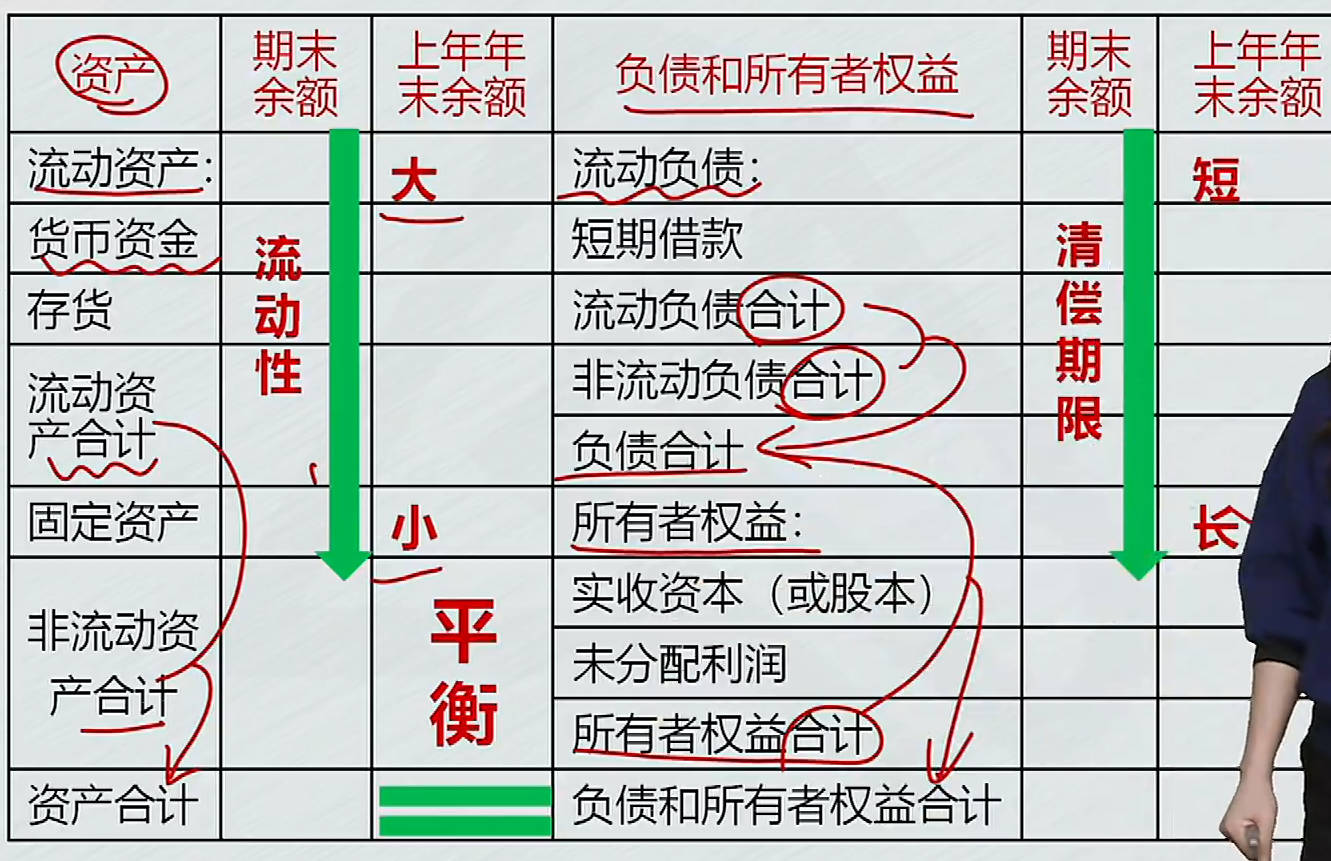 资产
期末
余额
上年年
末余额
负债和所有者权益
期末
余额
上年年
末余额
流动资产：
大
流动负债：
短
货币资金
短期借款
存货
流动负债合计
流动资
产合计
非流动负债合计
负债合计
流动性
清偿期限
固定资产
小
所有者权益：
长
非流动资
产合计
平衡
实收资本（或股本）
未分配利润
所有者权益合计
资产合计
负债和所有者权益合计